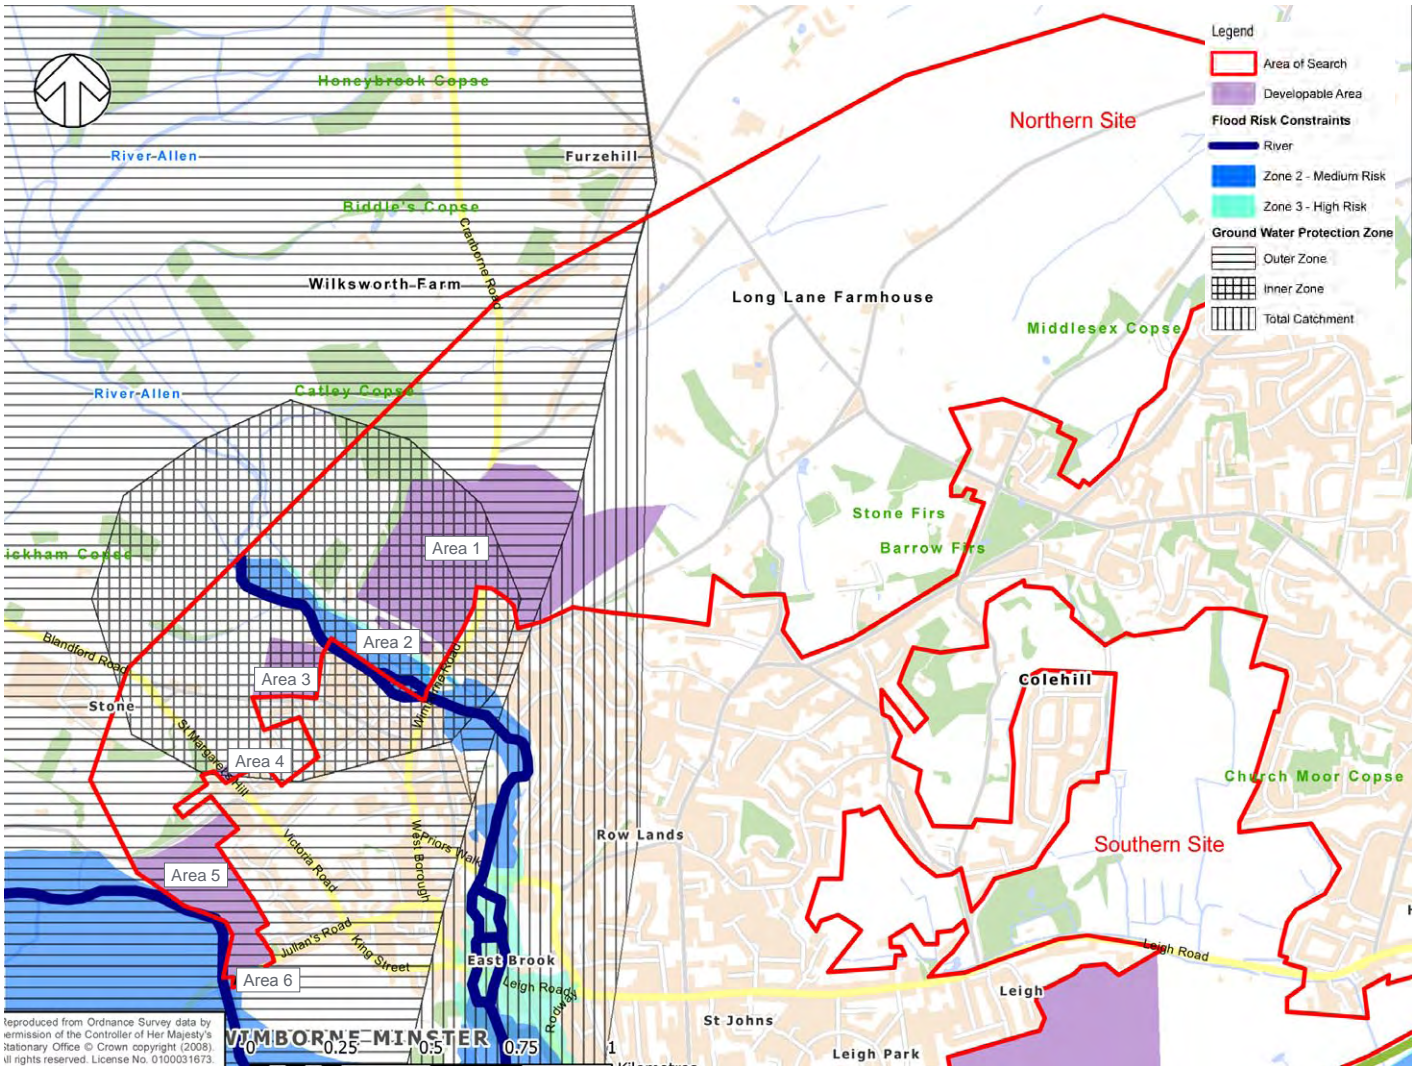 Legend
Area of Search
Developable Area
Flood Risk Constraints
River
Zone 2 - Medium Risk
Zone 3 - High Risk
Ground Water Protection Zone
Outer Zone
Inner Zone
Total Catchment
Northern Site
Honeybrook Copse
River Allen
Furzehill
Biddle's Copse
Cranborne Road
Wilksworth Farm
Long Lane Farmhouse
Middlesex Copse
River Allen
Catley Copse
Stone Firs
Barrow Firs
Area 1
Blandford Road
Area 2
Area 3
Colehill
Stone
St Margarets Hill
Area 4
Church Moor Copse
Row Lands
Southern Site
Priors Walk
West Borough
Victoria Road
Area 5
Julian's Road
King Street
East Brook
Leigh Road
Area 6
Leigh Road
Leigh
Rodway
St Johns
Leigh Park
WIMBORNE MINSTER
0 0.25 0.5 0.75 1
Reproduced from Ordnance Survey data by
permission of the Controller of Her Majesty's
Stationary Office © Crown copyright (2008).
All rights reserved. License No. 0100031673.